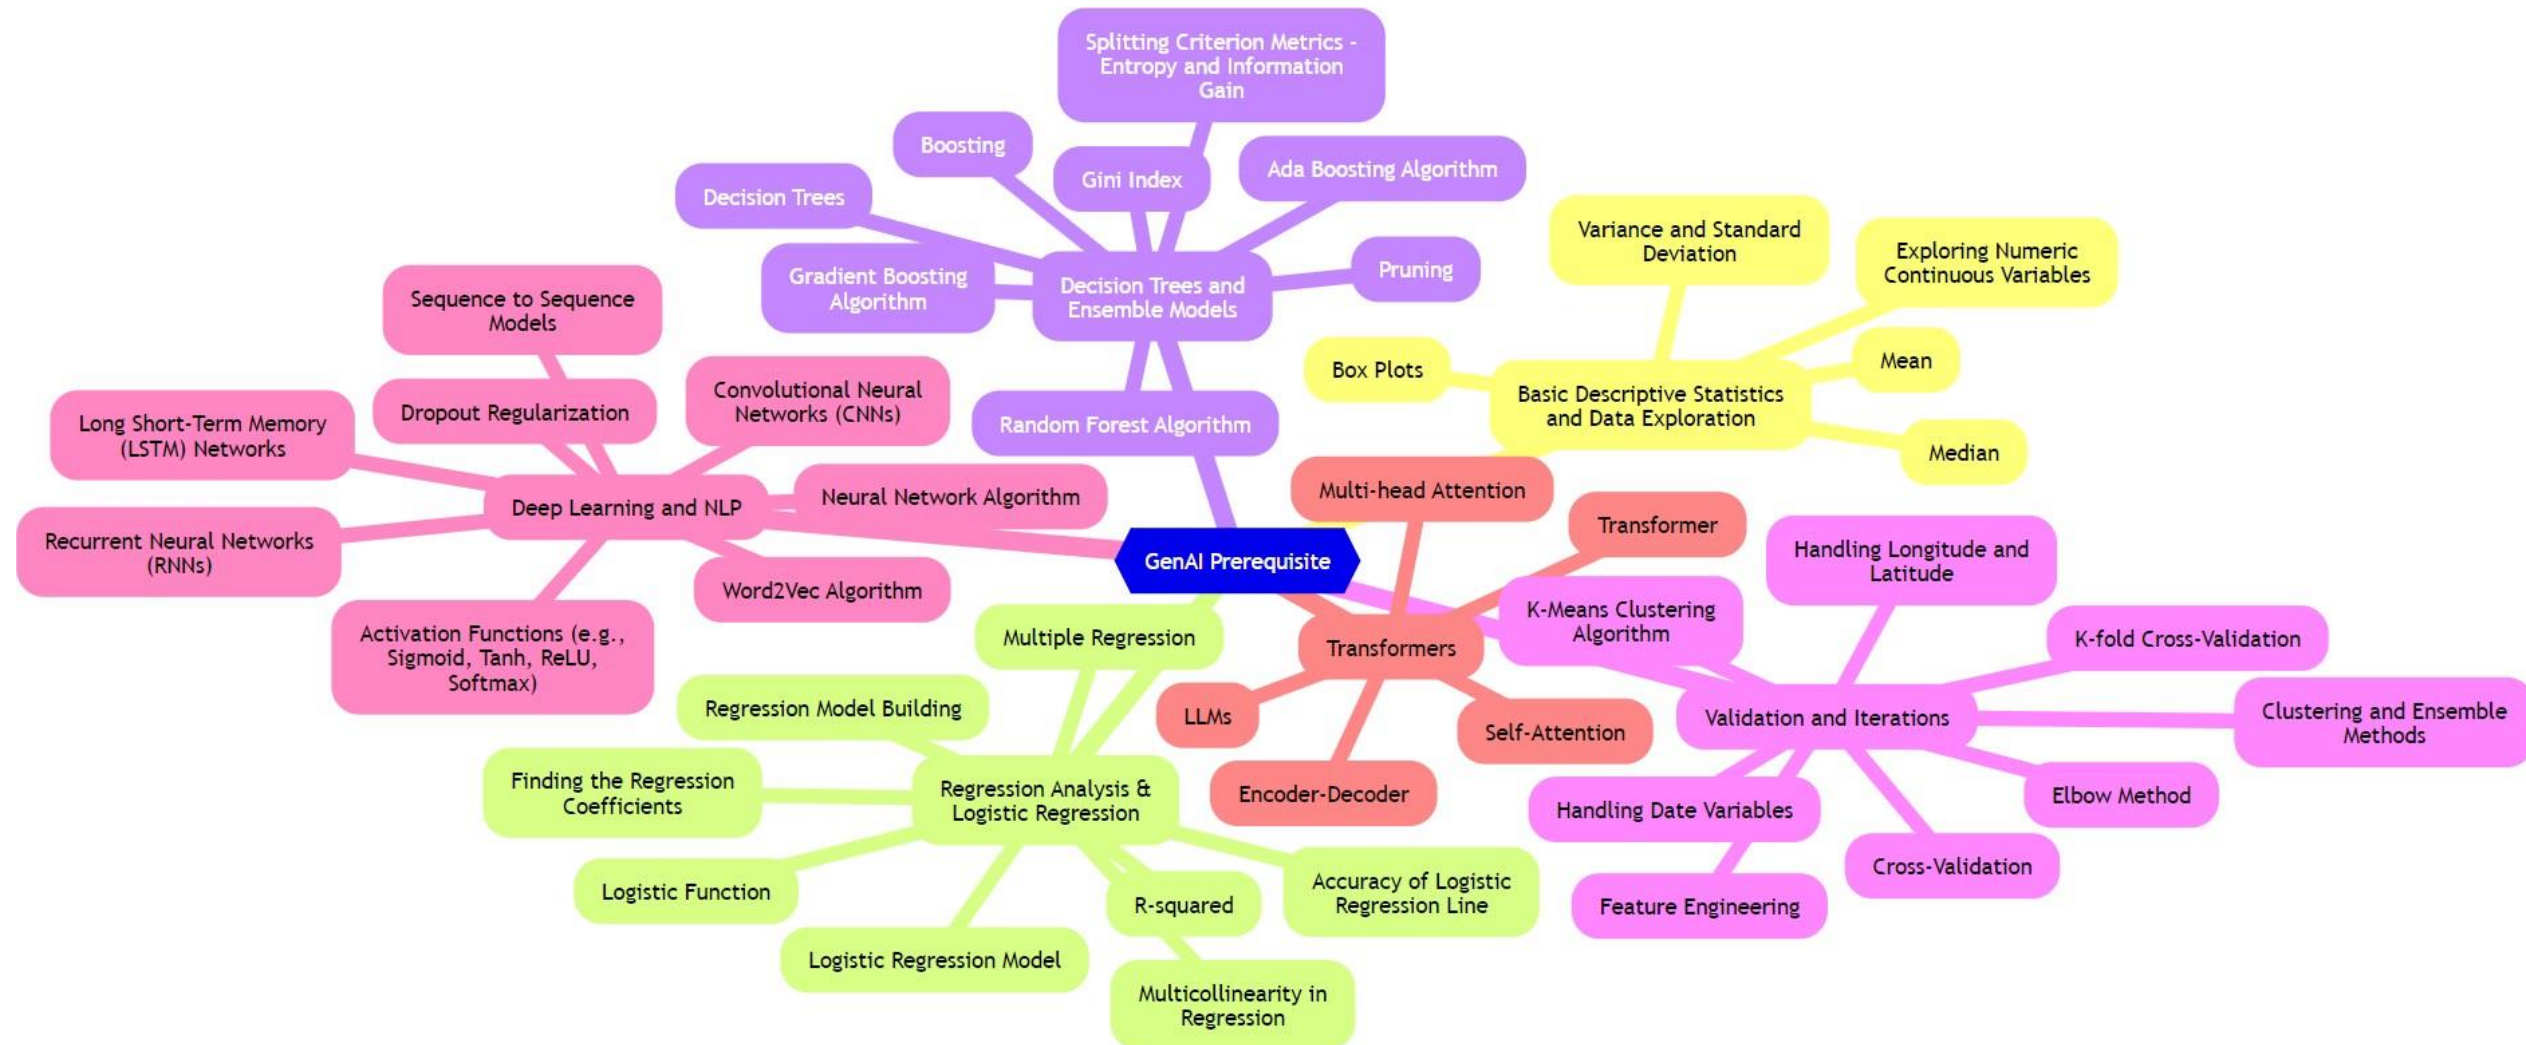 Splitting Criterion Metrics -
Entropy and Information
Gain
Boosting
Gini Index
Ada Boosting Algorithm
Decision Trees
Gradient Boosting
Algorithm
Decision Trees and
Ensemble Models
Pruning
Random Forest Algorithm
Variance and Standard
Deviation
Exploring Numeric
Continuous Variables
Box Plots
Mean
Basic Descriptive Statistics
and Data Exploration
Median
Sequence to Sequence
Models
Dropout Regularization
Convolutional Neural
Networks (CNNs)
Long Short-Term Memory
(LSTM) Networks
Deep Learning and NLP
Neural Network Algorithm
Recurrent Neural Networks
(RNNs)
Word2Vec Algorithm
Activation Functions (e.g.,
Sigmoid, Tanh, ReLU,
Softmax)
GenAI Prerequisite
Multi-head Attention
Transformer
Transformers
LLMs
Self-Attention
Encoder-Decoder
Handling Longitude and
Latitude
K-Means Clustering
Algorithm
K-fold Cross-Validation
Validation and Iterations
Clustering and Ensemble
Methods
Handling Date Variables
Elbow Method
Cross-Validation
Feature Engineering
Multiple Regression
Regression Model Building
Finding the Regression
Coefficients
Regression Analysis &
Logistic Regression
Logistic Function
R-squared
Accuracy of Logistic
Regression Line
Logistic Regression Model
Multicollinearity in
Regression